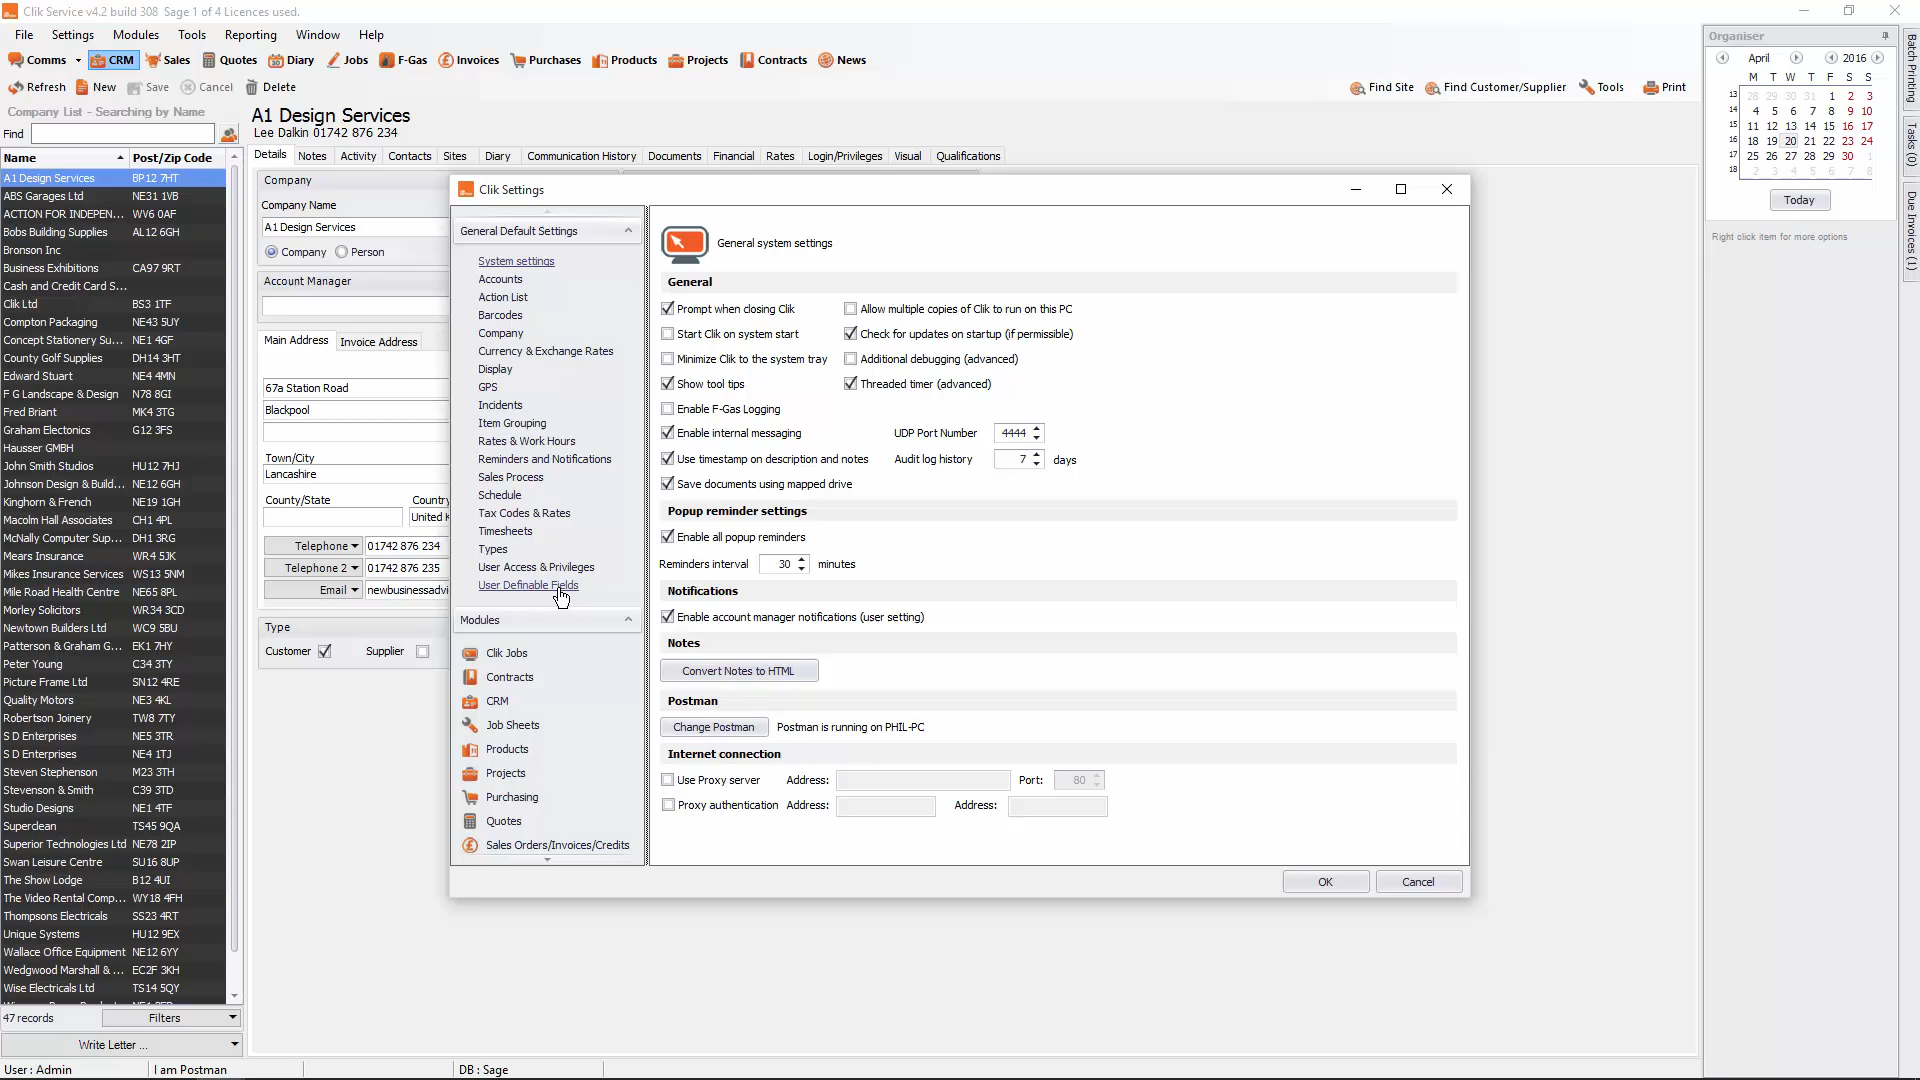 Clik Service v4.2 build 308  Sage 1 of 4 Licences used.
File Settings Modules Tools Reporting Window Help
Comms CRM Sales Quotes Diary Jobs F-Gas Invoices Purchases Products Projects Contracts News
Refresh New Save Cancel Delete Find Site Find Customer/Supplier Tools Print
Company List - Searching by Name
Find
Name Post/Zip Code
A1 Design Services BP12 7HT
ABS Garages Ltd NE31 1VB
ACTION FOR INDEPEN... WV6 0AF
Bobs Building Supplies AL12 6GH
Bronson Inc
Business Exhibitions CA97 9RT
Cash and Credit Card S...
Clik Ltd BS3 1TF
Compton Packaging NE43 5UY
Concept Stationery Su... NE1 4GF
County Golf Supplies DH14 3HT
Edward Stuart NE4 4MN
F G Landscape & Design N78 8GI
Fred Briant MK4 3TG
Graham Electonics G12 3FS
Hausser GMBH
John Smith Studios HU12 7HJ
Johnson Design & Build... NE12 6GH
Kinghorn & French NE19 1GH
Macolm Hall Associates CH1 4PL
McNally Computer Sup... DH1 3RG
Mears Insurance WR4 5JK
Mikes Insurance Services WS13 5NM
Mile Road Health Centre NE65 8PL
Morley Solicitors WR34 3CD
Newtown Builders Ltd WC9 5BU
Patterson & Graham G... EK1 7HY
Peter Young C34 3TY
Picture Frame Ltd SN12 4RE
Quality Motors NE3 4KL
Robertson Joinery TW8 7TY
S D Enterprises NE5 3TR
S D Enterprises NE4 1TJ
Steven Stephenson M23 3TH
Stevenson & Smith C39 3TD
Studio Designs NE1 4TF
Superclean TS45 9QA
Superior Technologies Ltd NE78 2IP
Swan Leisure Centre SU16 8UP
The Show Lodge B12 4UI
The Video Rental Comp... WY18 4FH
Thompsons Electricals SS23 4RT
Unique Systems HU12 9EX
Wallace Office Equipment NE12 6YY
Wedgwood Marshall & ... EC2F 3KH
Wise Electricals Ltd TS14 5QY
47 records Filters
Write Letter ...
User : Admin I am Postman DB : Sage
A1 Design Services
Lee Dalkin 01742 876 234
Details Notes Activity Contacts Sites Diary Communication History Documents Financial Rates Login/Privileges Visual Qualifications
Company
Company Name
A1 Design Services
Company Person
Account Manager
Main Address Invoice Address
67a Station Road
Blackpool
Town/City
Lancashire
County/State Countr
United K
Telephone 01742 876 234
Telephone 2 01742 876 235
Email newbusinessadvi
Type
Customer Supplier
Clik Settings
General Default Settings
System settings
Accounts
Action List
Barcodes
Company
Currency & Exchange Rates
Display
GPS
Incidents
Item Grouping
Rates & Work Hours
Reminders and Notifications
Sales Process
Schedule
Tax Codes & Rates
Timesheets
Types
User Access & Privileges
User Definable Fields
Modules
Clik Jobs
Contracts
CRM
Job Sheets
Products
Projects
Purchasing
Quotes
Sales Orders/Invoices/Credits
General system settings
General
Prompt when closing Clik Allow multiple copies of Clik to run on this PC
Start Clik on system start Check for updates on startup (if permissible)
Minimize Clik to the system tray Additional debugging (advanced)
Show tool tips Threaded timer (advanced)
Enable F-Gas Logging
Enable internal messaging UDP Port Number 4444
Use timestamp on description and notes Audit log history 7 days
Save documents using mapped drive
Popup reminder settings
Enable all popup reminders
Reminders interval 30 minutes
Notifications
Enable account manager notifications (user setting)
Notes
Convert Notes to HTML
Postman
Change Postman Postman is running on PHIL-PC
Internet connection
Use Proxy server Address: Port: 80
Proxy authentication Address: Address:
OK Cancel
Organiser
April 2016
M T W T F S S
13 28 29 30 31 1 2 3
14 4 5 6 7 8 9 10
15 11 12 13 14 15 16 17
16 18 19 20 21 22 23 24
17 25 26 27 28 29 30 1
18 2 3 4 5 6 7 8
Today
Right click item for more options
Batch Printing
Tasks (0)
Due Invoices (1)